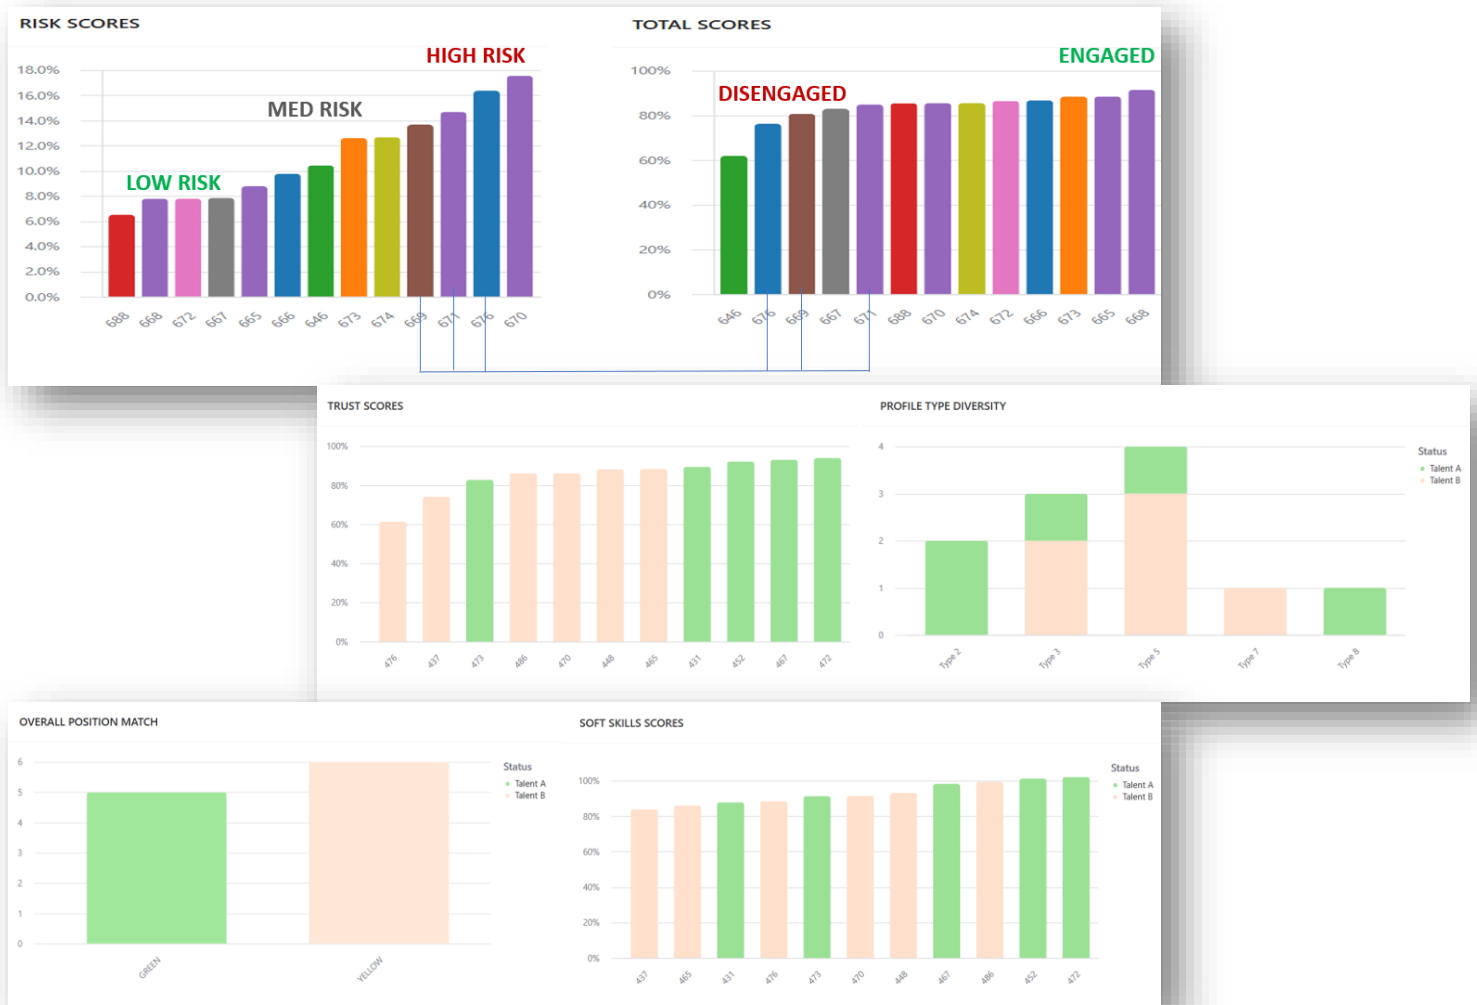 RISK SCORES
HIGH RISK
MED RISK
LOW RISK
18.0%
16.0%
14.0%
12.0%
10.0%
8.0%
6.0%
4.0%
2.0%
0.0%
688 668 672 667 665 666 646 673 674 669 671 676 670
TOTAL SCORES
ENGAGED
DISENGAGED
100%
80%
60%
40%
20%
0%
646 676 669 667 671 688 670 674 672 666 673 665 668
TRUST SCORES
100%
80%
60%
40%
20%
0%
476 437 473 486 470 448 465 431 452 467 472
PROFILE TYPE DIVERSITY
4
3
2
1
0
Type 2 Type 3 Type 5 Type 7 Type 8
Status
Talent A
Talent B
OVERALL POSITION MATCH
6
5
4
3
2
1
0
GREEN YELLOW
Status
Talent A
Talent B
SOFT SKILLS SCORES
100%
80%
60%
40%
20%
0%
437 465 431 476 473 470 448 467 486 452 472
Status
Talent A
Talent B